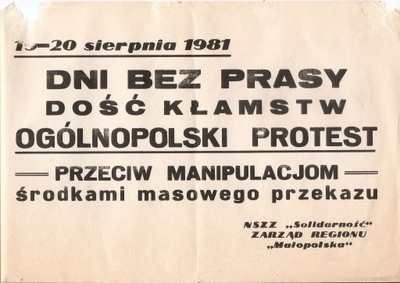 19–20 sierpnia 1981
DNI BEZ PRASY
DOŚĆ KŁAMSTW
OGÓLNOPOLSKI PROTEST
— PRZECIW MANIPULACJOM —
środkami masowego przekazu
NSZZ „Solidarność"
ZARZĄD REGIONU
„Małopolska"